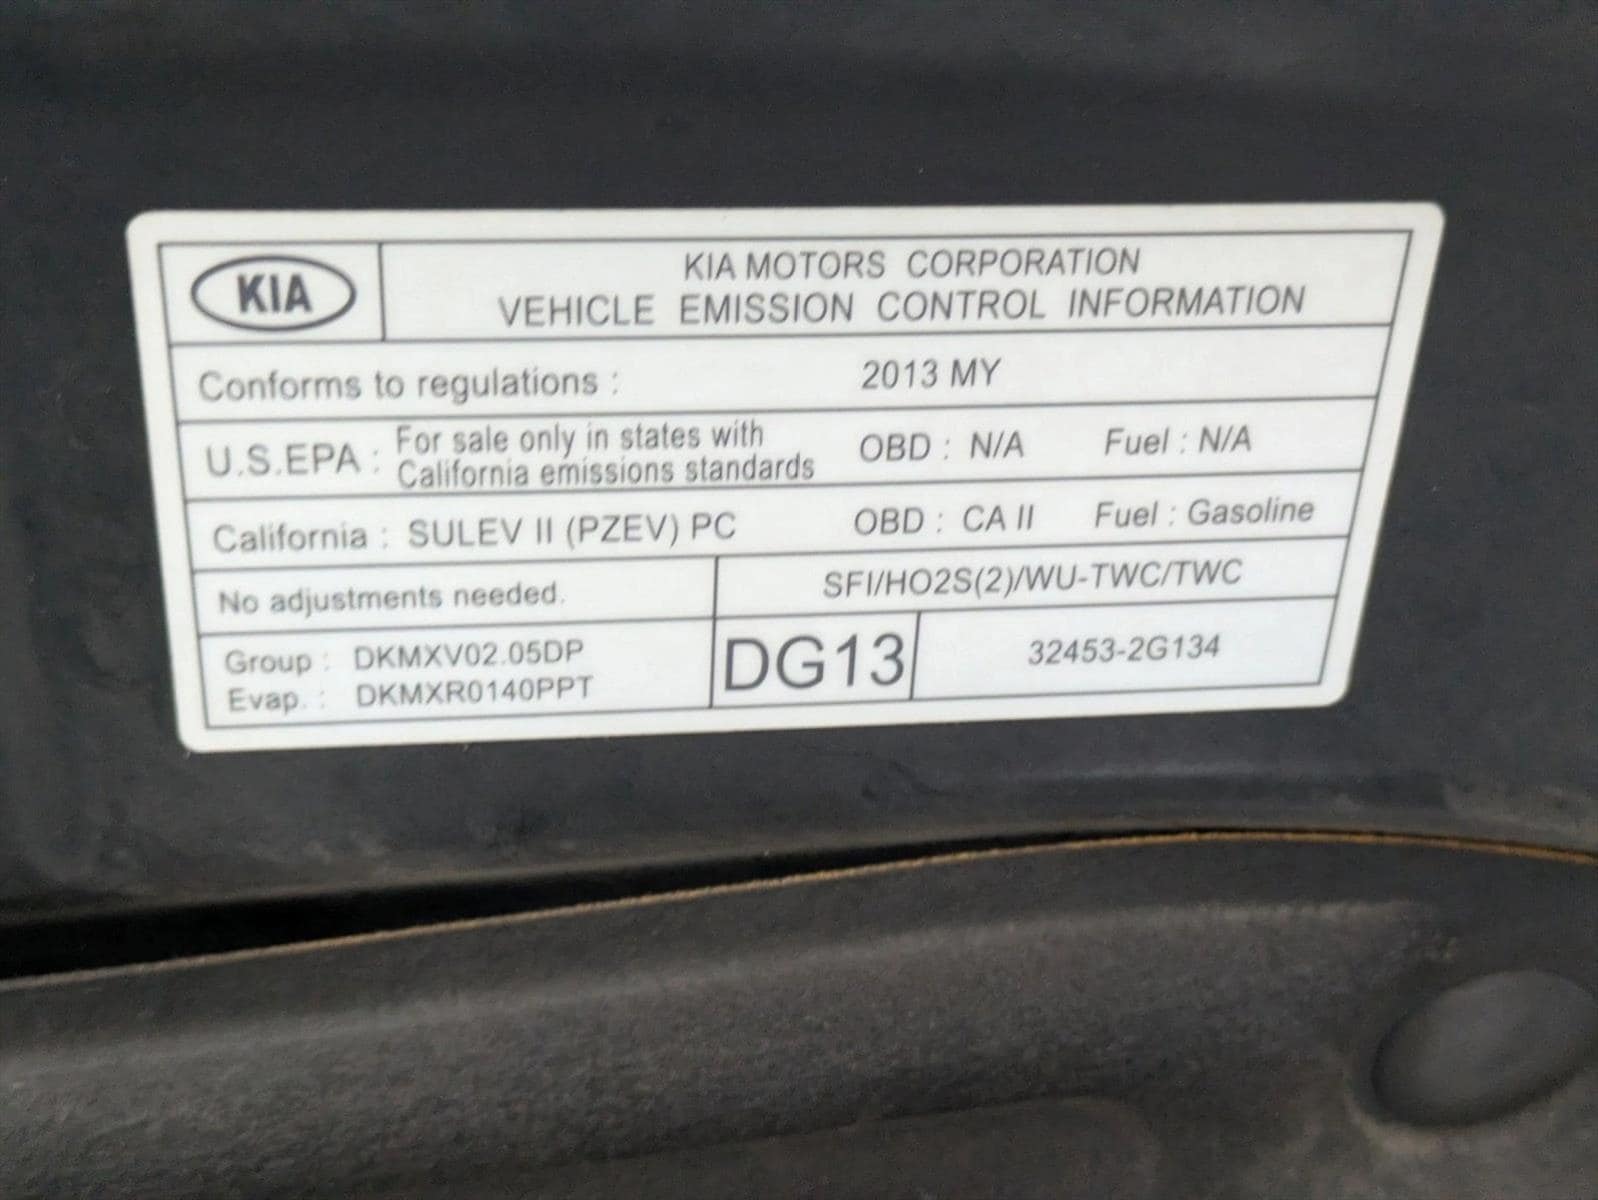 KIA
KIA MOTORS CORPORATION
VEHICLE EMISSION CONTROL INFORMATION
Conforms to regulations : 2013 MY
U.S.EPA : For sale only in states with
California emissions standards
OBD : N/A Fuel : N/A
California : SULEV II (PZEV) PC OBD : CA II Fuel : Gasoline
No adjustments needed. SFI/HO2S(2)/WU-TWC/TWC
Group : DKMXV02.05DP
Evap. : DKMXR0140PPT
DG13
32453-2G134